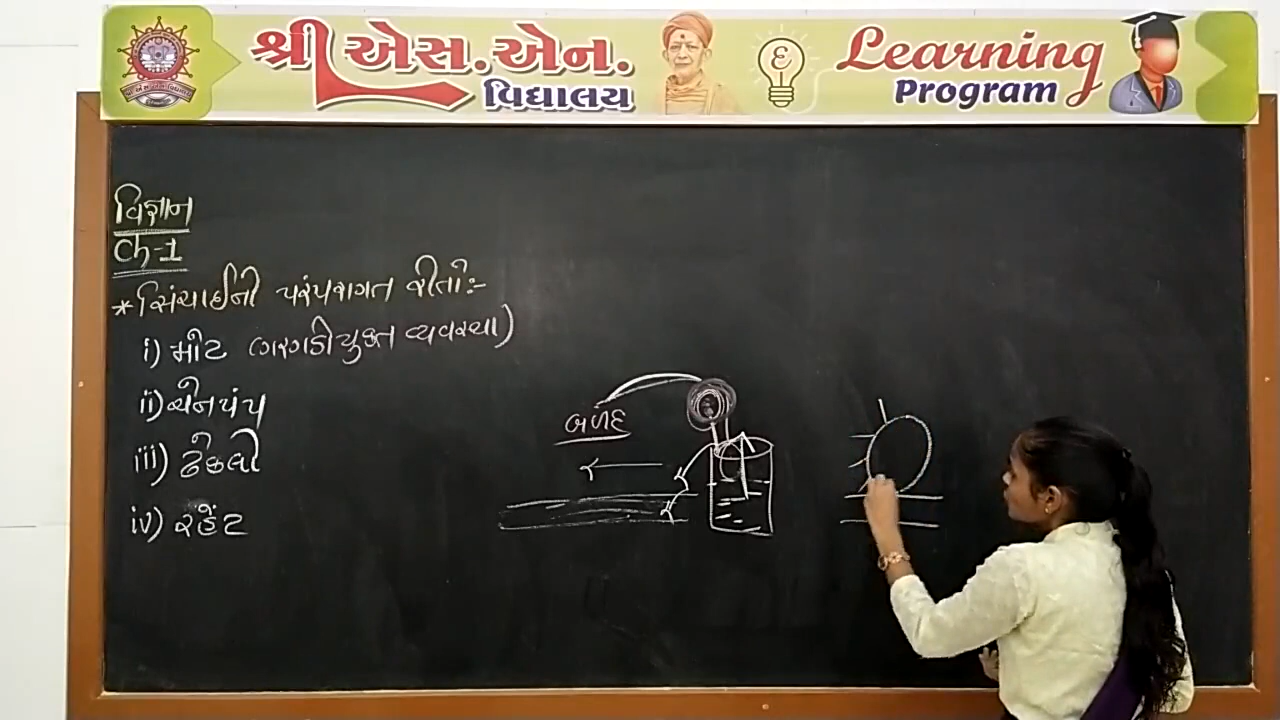 શ્રી એસ.એન.
વિદ્યાલય
Learning
Program
વિજ્ઞાન
Ch-1
* સિંચાઈની પરંપરાગત રીતો:-
i) મોટ (ગરગડીયુક્ત વ્યવસ્થા)
ii) ચેનપંપ
iii) ઢેકલી
iv) રહેંટ
બળદ